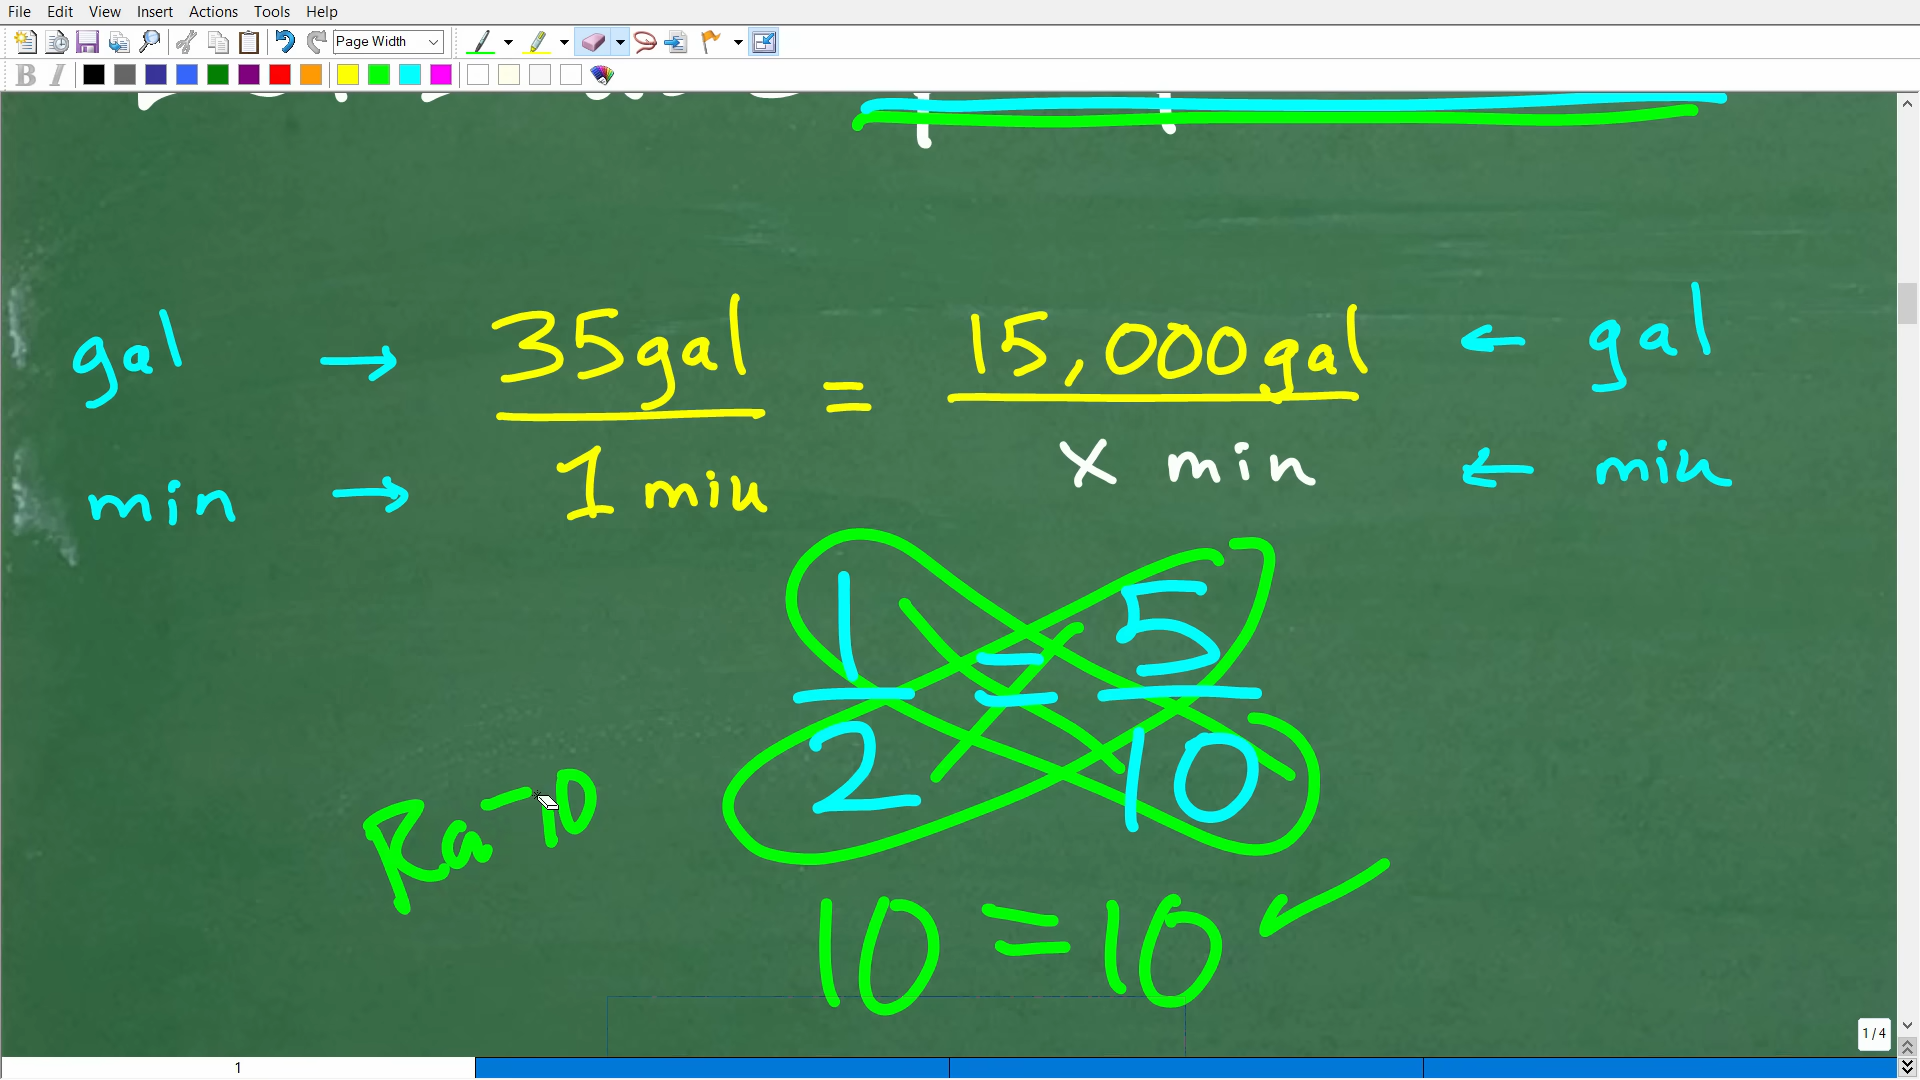 File Edit View Insert Actions Tools Help
Page Width
B I
gal → 35gal = 15,000gal ← gal
min → 1 min x min ← min
1 = 5
2 10
Ratio
10 = 10 ✓
1 / 4
1